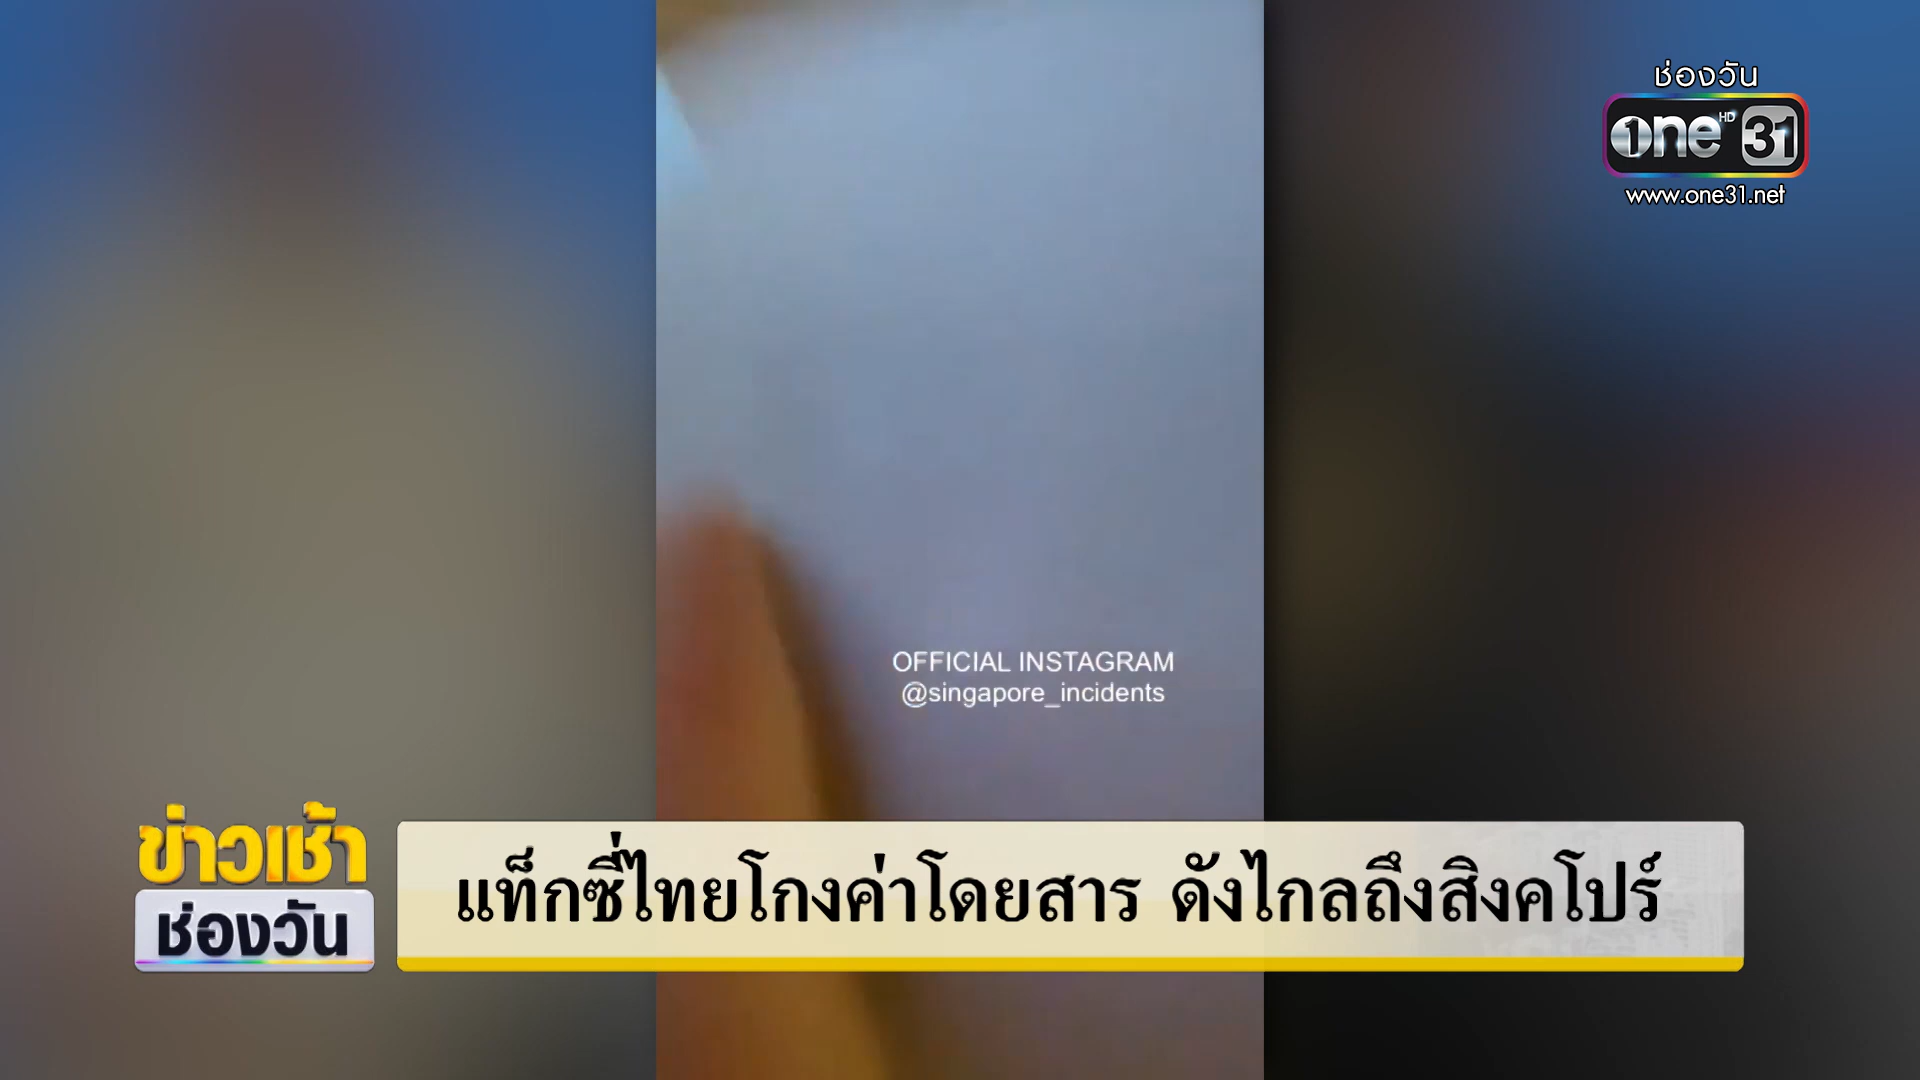 ช่องวัน
one HD 31
www.one31.net
OFFICIAL INSTAGRAM
@singapore_incidents
ข่าวเช้า
ช่องวัน
แท็กซี่ไทยโกงค่าโดยสาร ดังไกลถึงสิงคโปร์